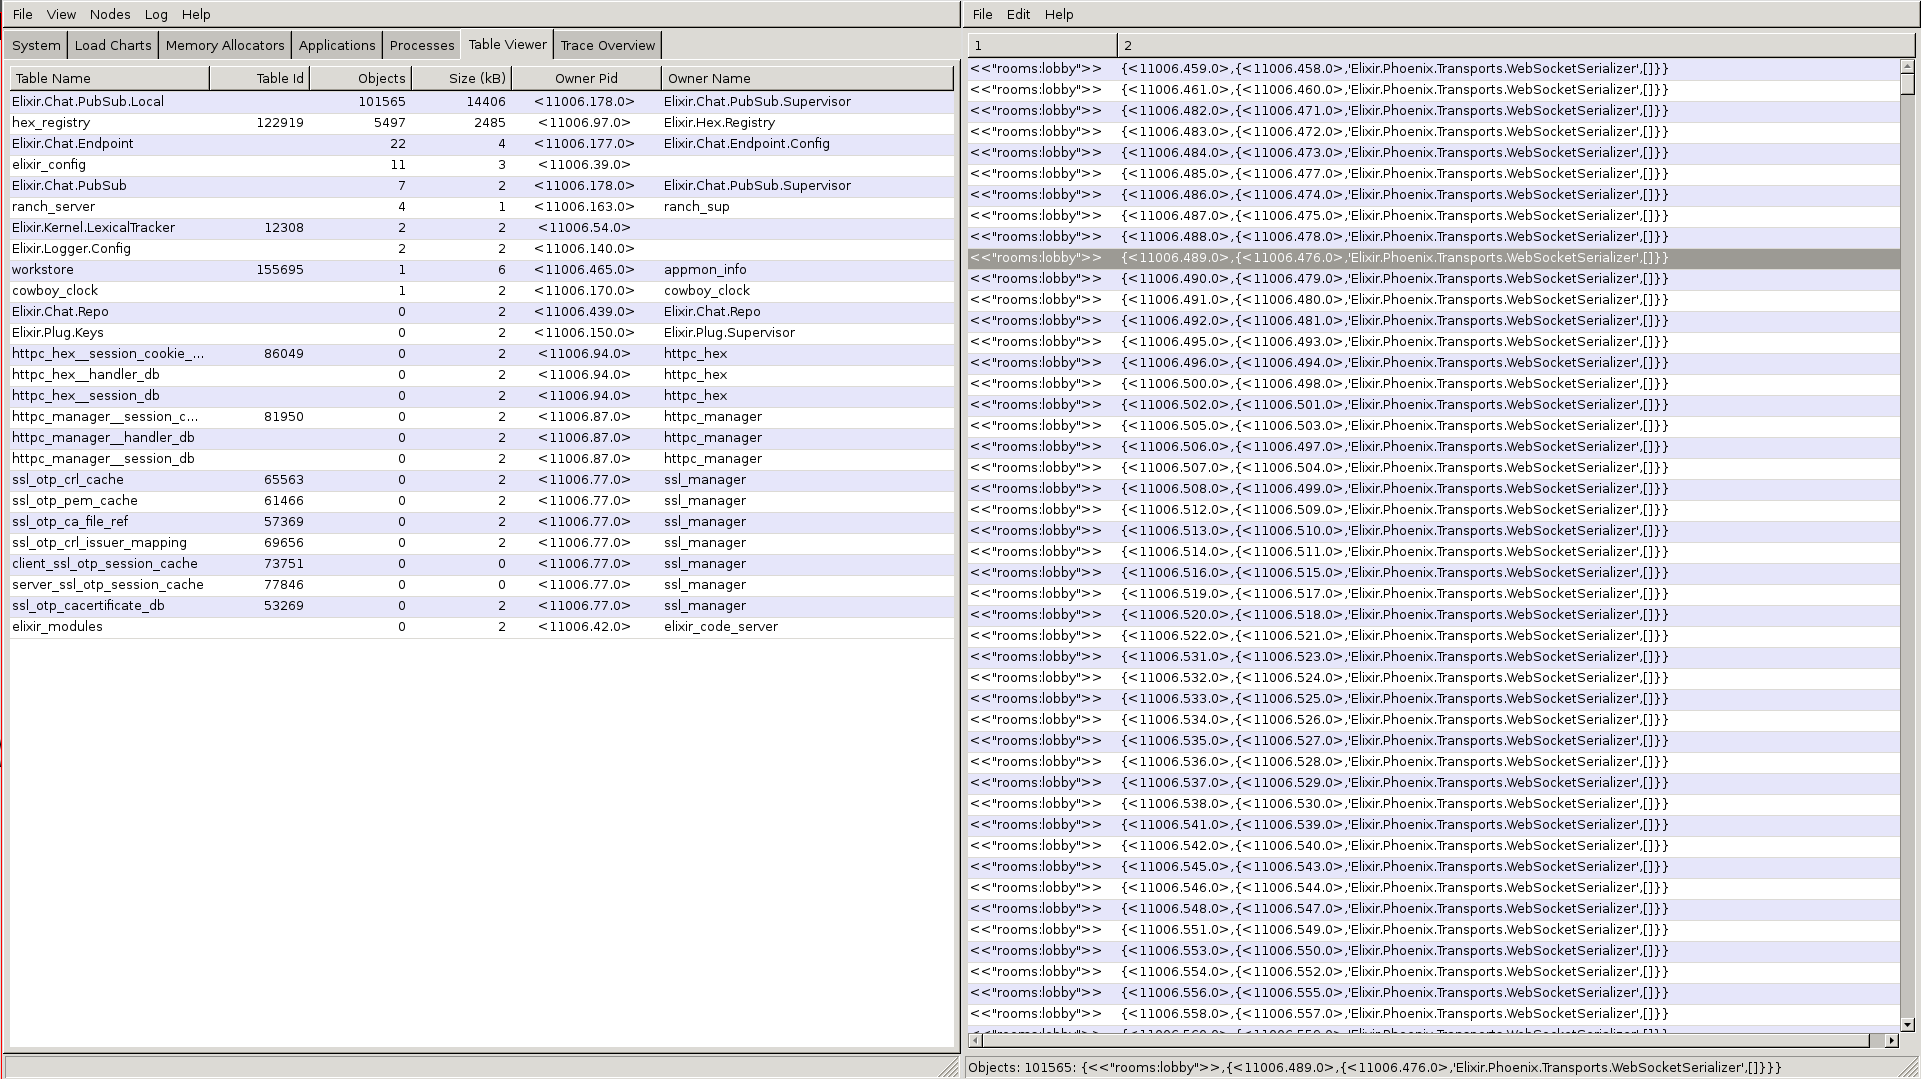 File View Nodes Log Help
System Load Charts Memory Allocators Applications Processes Table Viewer Trace Overview
Table Name Table Id Objects Size (kB) Owner Pid Owner Name
Elixir.Chat.PubSub.Local 101565 14406 <11006.178.0> Elixir.Chat.PubSub.Supervisor
hex_registry 122919 5497 2485 <11006.97.0> Elixir.Hex.Registry
Elixir.Chat.Endpoint 22 4 <11006.177.0> Elixir.Chat.Endpoint.Config
elixir_config 11 3 <11006.39.0>
Elixir.Chat.PubSub 7 2 <11006.178.0> Elixir.Chat.PubSub.Supervisor
ranch_server 4 1 <11006.163.0> ranch_sup
Elixir.Kernel.LexicalTracker 12308 2 2 <11006.54.0>
Elixir.Logger.Config 2 2 <11006.140.0>
workstore 155695 1 6 <11006.465.0> appmon_info
cowboy_clock 1 2 <11006.170.0> cowboy_clock
Elixir.Chat.Repo 0 2 <11006.439.0> Elixir.Chat.Repo
Elixir.Plug.Keys 0 2 <11006.150.0> Elixir.Plug.Supervisor
httpc_hex__session_cookie_... 86049 0 2 <11006.94.0> httpc_hex
httpc_hex__handler_db 0 2 <11006.94.0> httpc_hex
httpc_hex__session_db 0 2 <11006.94.0> httpc_hex
httpc_manager__session_c... 81950 0 2 <11006.87.0> httpc_manager
httpc_manager__handler_db 0 2 <11006.87.0> httpc_manager
httpc_manager__session_db 0 2 <11006.87.0> httpc_manager
ssl_otp_crl_cache 65563 0 2 <11006.77.0> ssl_manager
ssl_otp_pem_cache 61466 0 2 <11006.77.0> ssl_manager
ssl_otp_ca_file_ref 57369 0 2 <11006.77.0> ssl_manager
ssl_otp_crl_issuer_mapping 69656 0 2 <11006.77.0> ssl_manager
client_ssl_otp_session_cache 73751 0 0 <11006.77.0> ssl_manager
server_ssl_otp_session_cache 77846 0 0 <11006.77.0> ssl_manager
ssl_otp_cacertificate_db 53269 0 2 <11006.77.0> ssl_manager
elixir_modules 0 2 <11006.42.0> elixir_code_server
File Edit Help
1 2
<<"rooms:lobby">> {<11006.459.0>,{<11006.458.0>,'Elixir.Phoenix.Transports.WebSocketSerializer',[]}}
<<"rooms:lobby">> {<11006.461.0>,{<11006.460.0>,'Elixir.Phoenix.Transports.WebSocketSerializer',[]}}
<<"rooms:lobby">> {<11006.482.0>,{<11006.471.0>,'Elixir.Phoenix.Transports.WebSocketSerializer',[]}}
<<"rooms:lobby">> {<11006.483.0>,{<11006.472.0>,'Elixir.Phoenix.Transports.WebSocketSerializer',[]}}
<<"rooms:lobby">> {<11006.484.0>,{<11006.473.0>,'Elixir.Phoenix.Transports.WebSocketSerializer',[]}}
<<"rooms:lobby">> {<11006.485.0>,{<11006.477.0>,'Elixir.Phoenix.Transports.WebSocketSerializer',[]}}
<<"rooms:lobby">> {<11006.486.0>,{<11006.474.0>,'Elixir.Phoenix.Transports.WebSocketSerializer',[]}}
<<"rooms:lobby">> {<11006.487.0>,{<11006.475.0>,'Elixir.Phoenix.Transports.WebSocketSerializer',[]}}
<<"rooms:lobby">> {<11006.488.0>,{<11006.478.0>,'Elixir.Phoenix.Transports.WebSocketSerializer',[]}}
<<"rooms:lobby">> {<11006.489.0>,{<11006.476.0>,'Elixir.Phoenix.Transports.WebSocketSerializer',[]}}
<<"rooms:lobby">> {<11006.490.0>,{<11006.479.0>,'Elixir.Phoenix.Transports.WebSocketSerializer',[]}}
<<"rooms:lobby">> {<11006.491.0>,{<11006.480.0>,'Elixir.Phoenix.Transports.WebSocketSerializer',[]}}
<<"rooms:lobby">> {<11006.492.0>,{<11006.481.0>,'Elixir.Phoenix.Transports.WebSocketSerializer',[]}}
<<"rooms:lobby">> {<11006.495.0>,{<11006.493.0>,'Elixir.Phoenix.Transports.WebSocketSerializer',[]}}
<<"rooms:lobby">> {<11006.496.0>,{<11006.494.0>,'Elixir.Phoenix.Transports.WebSocketSerializer',[]}}
<<"rooms:lobby">> {<11006.500.0>,{<11006.498.0>,'Elixir.Phoenix.Transports.WebSocketSerializer',[]}}
<<"rooms:lobby">> {<11006.502.0>,{<11006.501.0>,'Elixir.Phoenix.Transports.WebSocketSerializer',[]}}
<<"rooms:lobby">> {<11006.505.0>,{<11006.503.0>,'Elixir.Phoenix.Transports.WebSocketSerializer',[]}}
<<"rooms:lobby">> {<11006.506.0>,{<11006.497.0>,'Elixir.Phoenix.Transports.WebSocketSerializer',[]}}
<<"rooms:lobby">> {<11006.507.0>,{<11006.504.0>,'Elixir.Phoenix.Transports.WebSocketSerializer',[]}}
<<"rooms:lobby">> {<11006.508.0>,{<11006.499.0>,'Elixir.Phoenix.Transports.WebSocketSerializer',[]}}
<<"rooms:lobby">> {<11006.512.0>,{<11006.509.0>,'Elixir.Phoenix.Transports.WebSocketSerializer',[]}}
<<"rooms:lobby">> {<11006.513.0>,{<11006.510.0>,'Elixir.Phoenix.Transports.WebSocketSerializer',[]}}
<<"rooms:lobby">> {<11006.514.0>,{<11006.511.0>,'Elixir.Phoenix.Transports.WebSocketSerializer',[]}}
<<"rooms:lobby">> {<11006.516.0>,{<11006.515.0>,'Elixir.Phoenix.Transports.WebSocketSerializer',[]}}
<<"rooms:lobby">> {<11006.519.0>,{<11006.517.0>,'Elixir.Phoenix.Transports.WebSocketSerializer',[]}}
<<"rooms:lobby">> {<11006.520.0>,{<11006.518.0>,'Elixir.Phoenix.Transports.WebSocketSerializer',[]}}
<<"rooms:lobby">> {<11006.522.0>,{<11006.521.0>,'Elixir.Phoenix.Transports.WebSocketSerializer',[]}}
<<"rooms:lobby">> {<11006.531.0>,{<11006.523.0>,'Elixir.Phoenix.Transports.WebSocketSerializer',[]}}
<<"rooms:lobby">> {<11006.532.0>,{<11006.524.0>,'Elixir.Phoenix.Transports.WebSocketSerializer',[]}}
<<"rooms:lobby">> {<11006.533.0>,{<11006.525.0>,'Elixir.Phoenix.Transports.WebSocketSerializer',[]}}
<<"rooms:lobby">> {<11006.534.0>,{<11006.526.0>,'Elixir.Phoenix.Transports.WebSocketSerializer',[]}}
<<"rooms:lobby">> {<11006.535.0>,{<11006.527.0>,'Elixir.Phoenix.Transports.WebSocketSerializer',[]}}
<<"rooms:lobby">> {<11006.536.0>,{<11006.528.0>,'Elixir.Phoenix.Transports.WebSocketSerializer',[]}}
<<"rooms:lobby">> {<11006.537.0>,{<11006.529.0>,'Elixir.Phoenix.Transports.WebSocketSerializer',[]}}
<<"rooms:lobby">> {<11006.538.0>,{<11006.530.0>,'Elixir.Phoenix.Transports.WebSocketSerializer',[]}}
<<"rooms:lobby">> {<11006.541.0>,{<11006.539.0>,'Elixir.Phoenix.Transports.WebSocketSerializer',[]}}
<<"rooms:lobby">> {<11006.542.0>,{<11006.540.0>,'Elixir.Phoenix.Transports.WebSocketSerializer',[]}}
<<"rooms:lobby">> {<11006.545.0>,{<11006.543.0>,'Elixir.Phoenix.Transports.WebSocketSerializer',[]}}
<<"rooms:lobby">> {<11006.546.0>,{<11006.544.0>,'Elixir.Phoenix.Transports.WebSocketSerializer',[]}}
<<"rooms:lobby">> {<11006.548.0>,{<11006.547.0>,'Elixir.Phoenix.Transports.WebSocketSerializer',[]}}
<<"rooms:lobby">> {<11006.551.0>,{<11006.549.0>,'Elixir.Phoenix.Transports.WebSocketSerializer',[]}}
<<"rooms:lobby">> {<11006.553.0>,{<11006.550.0>,'Elixir.Phoenix.Transports.WebSocketSerializer',[]}}
<<"rooms:lobby">> {<11006.554.0>,{<11006.552.0>,'Elixir.Phoenix.Transports.WebSocketSerializer',[]}}
<<"rooms:lobby">> {<11006.556.0>,{<11006.555.0>,'Elixir.Phoenix.Transports.WebSocketSerializer',[]}}
<<"rooms:lobby">> {<11006.558.0>,{<11006.557.0>,'Elixir.Phoenix.Transports.WebSocketSerializer',[]}}
Objects: 101565: {<<"rooms:lobby">>,{<11006.489.0>,{<11006.476.0>,'Elixir.Phoenix.Transports.WebSocketSerializer',[]}}}